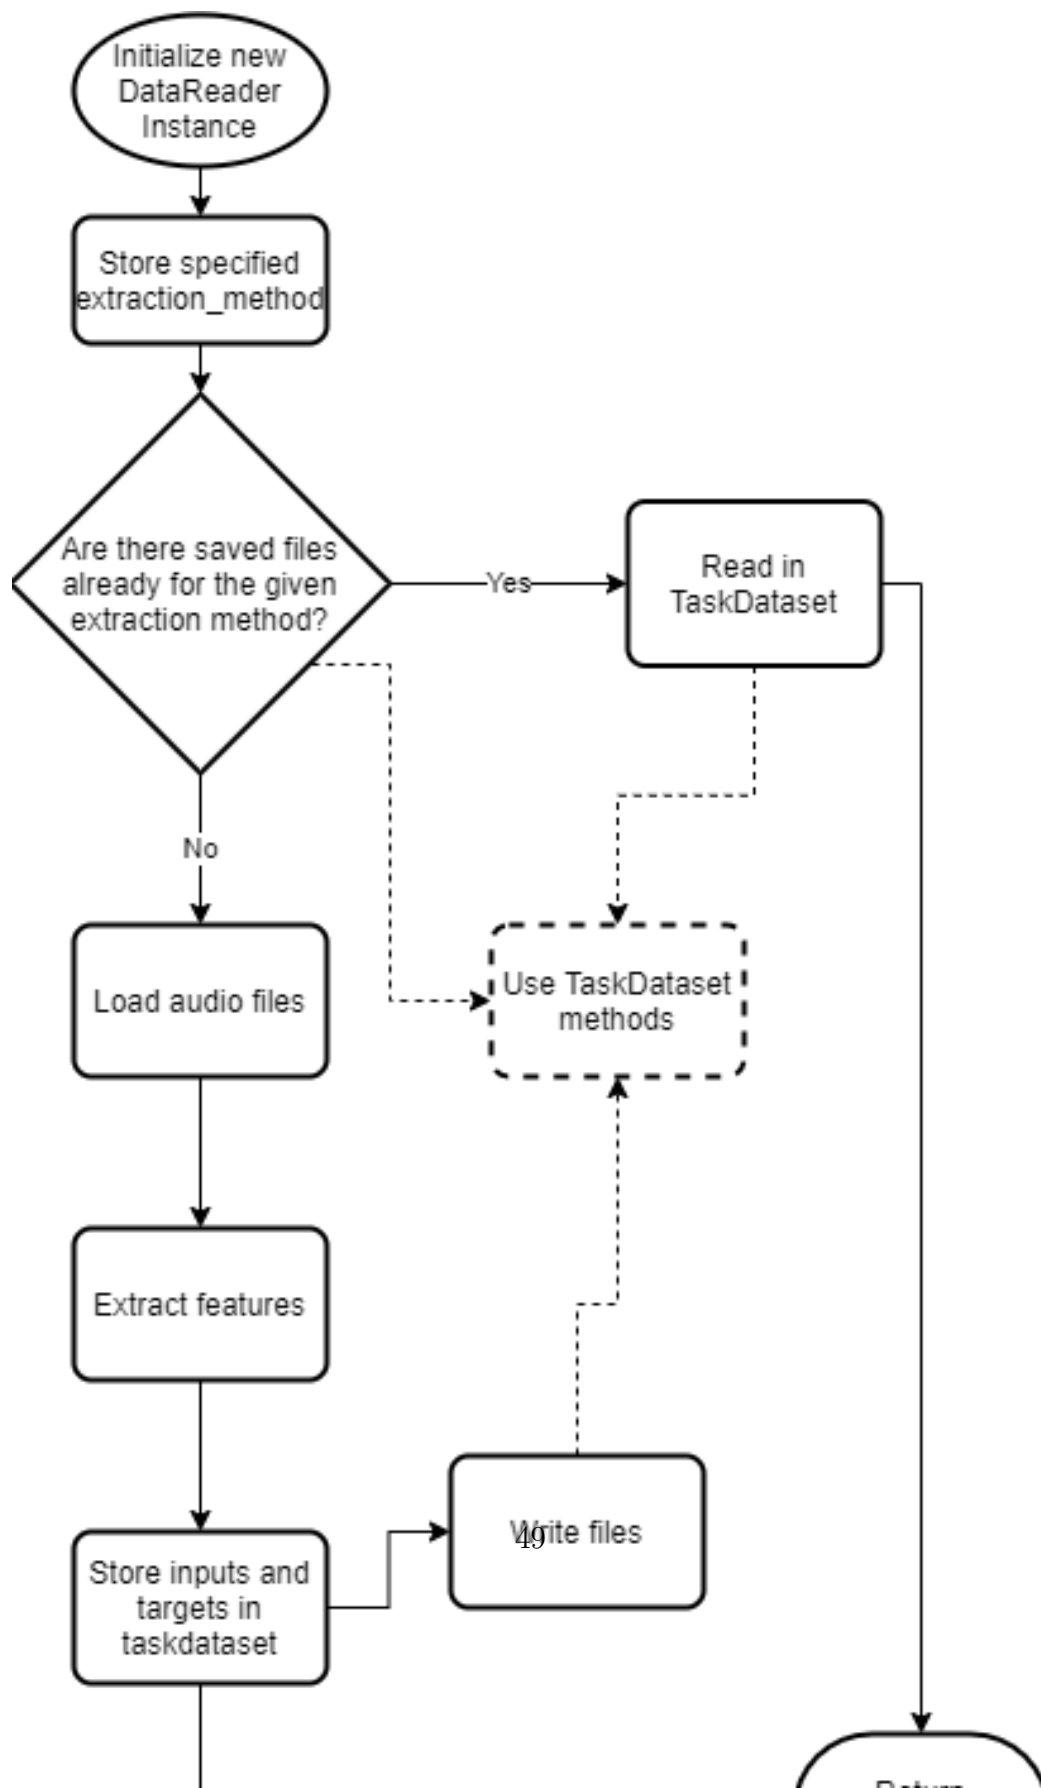 Initialize new
DataReader
Instance
Store specified
extraction_method
Are there saved files
already for the given
extraction method?
Yes
Read in
TaskDataset
No
Load audio files
Use TaskDataset
methods
Extract features
Write files
49
Store inputs and
targets in
taskdataset
Return